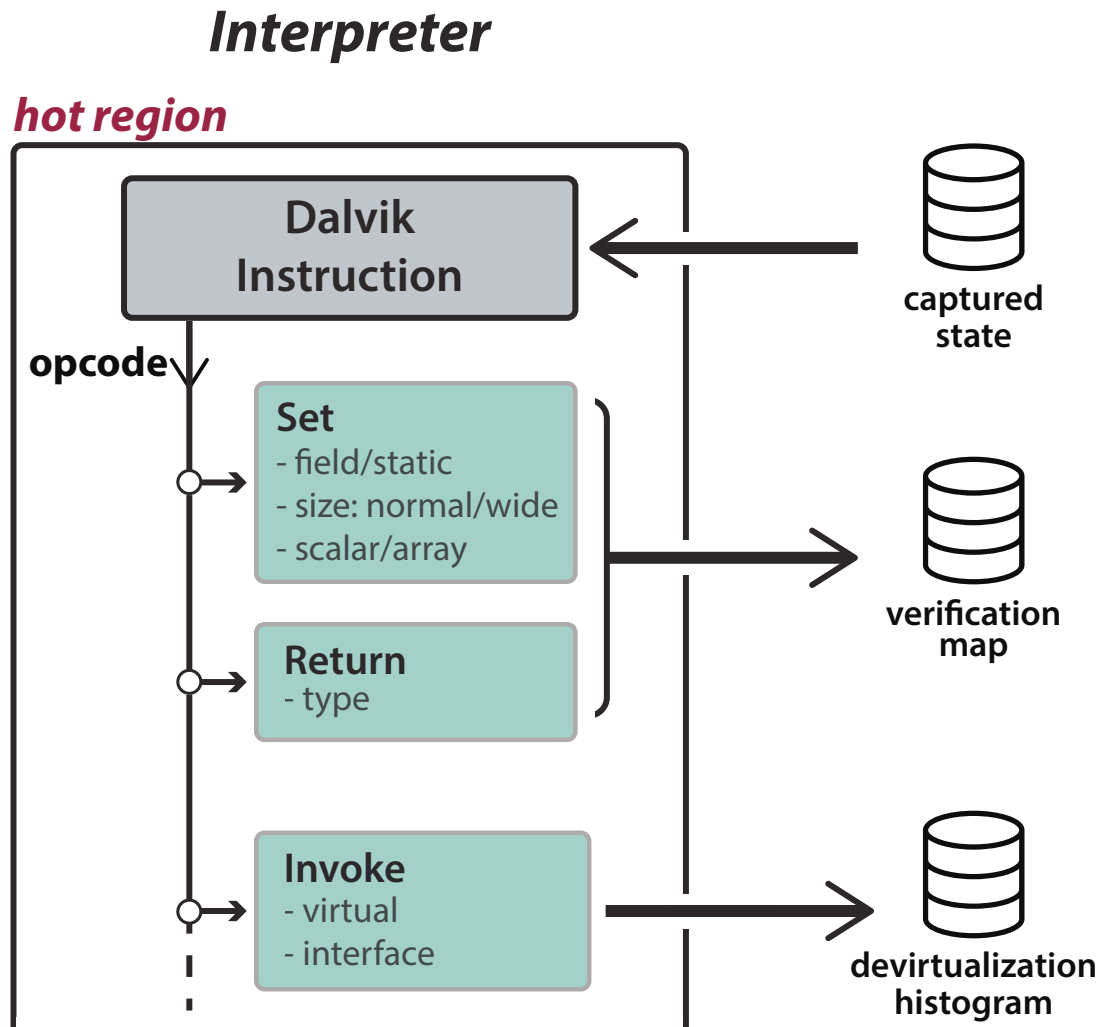 Interpreter
hot region
Dalvik
Instruction
captured
state
opcode
Set
- field/static
- size: normal/wide
- scalar/array
verification
map
Return
- type
Invoke
- virtual
- interface
devirtualization
histogram